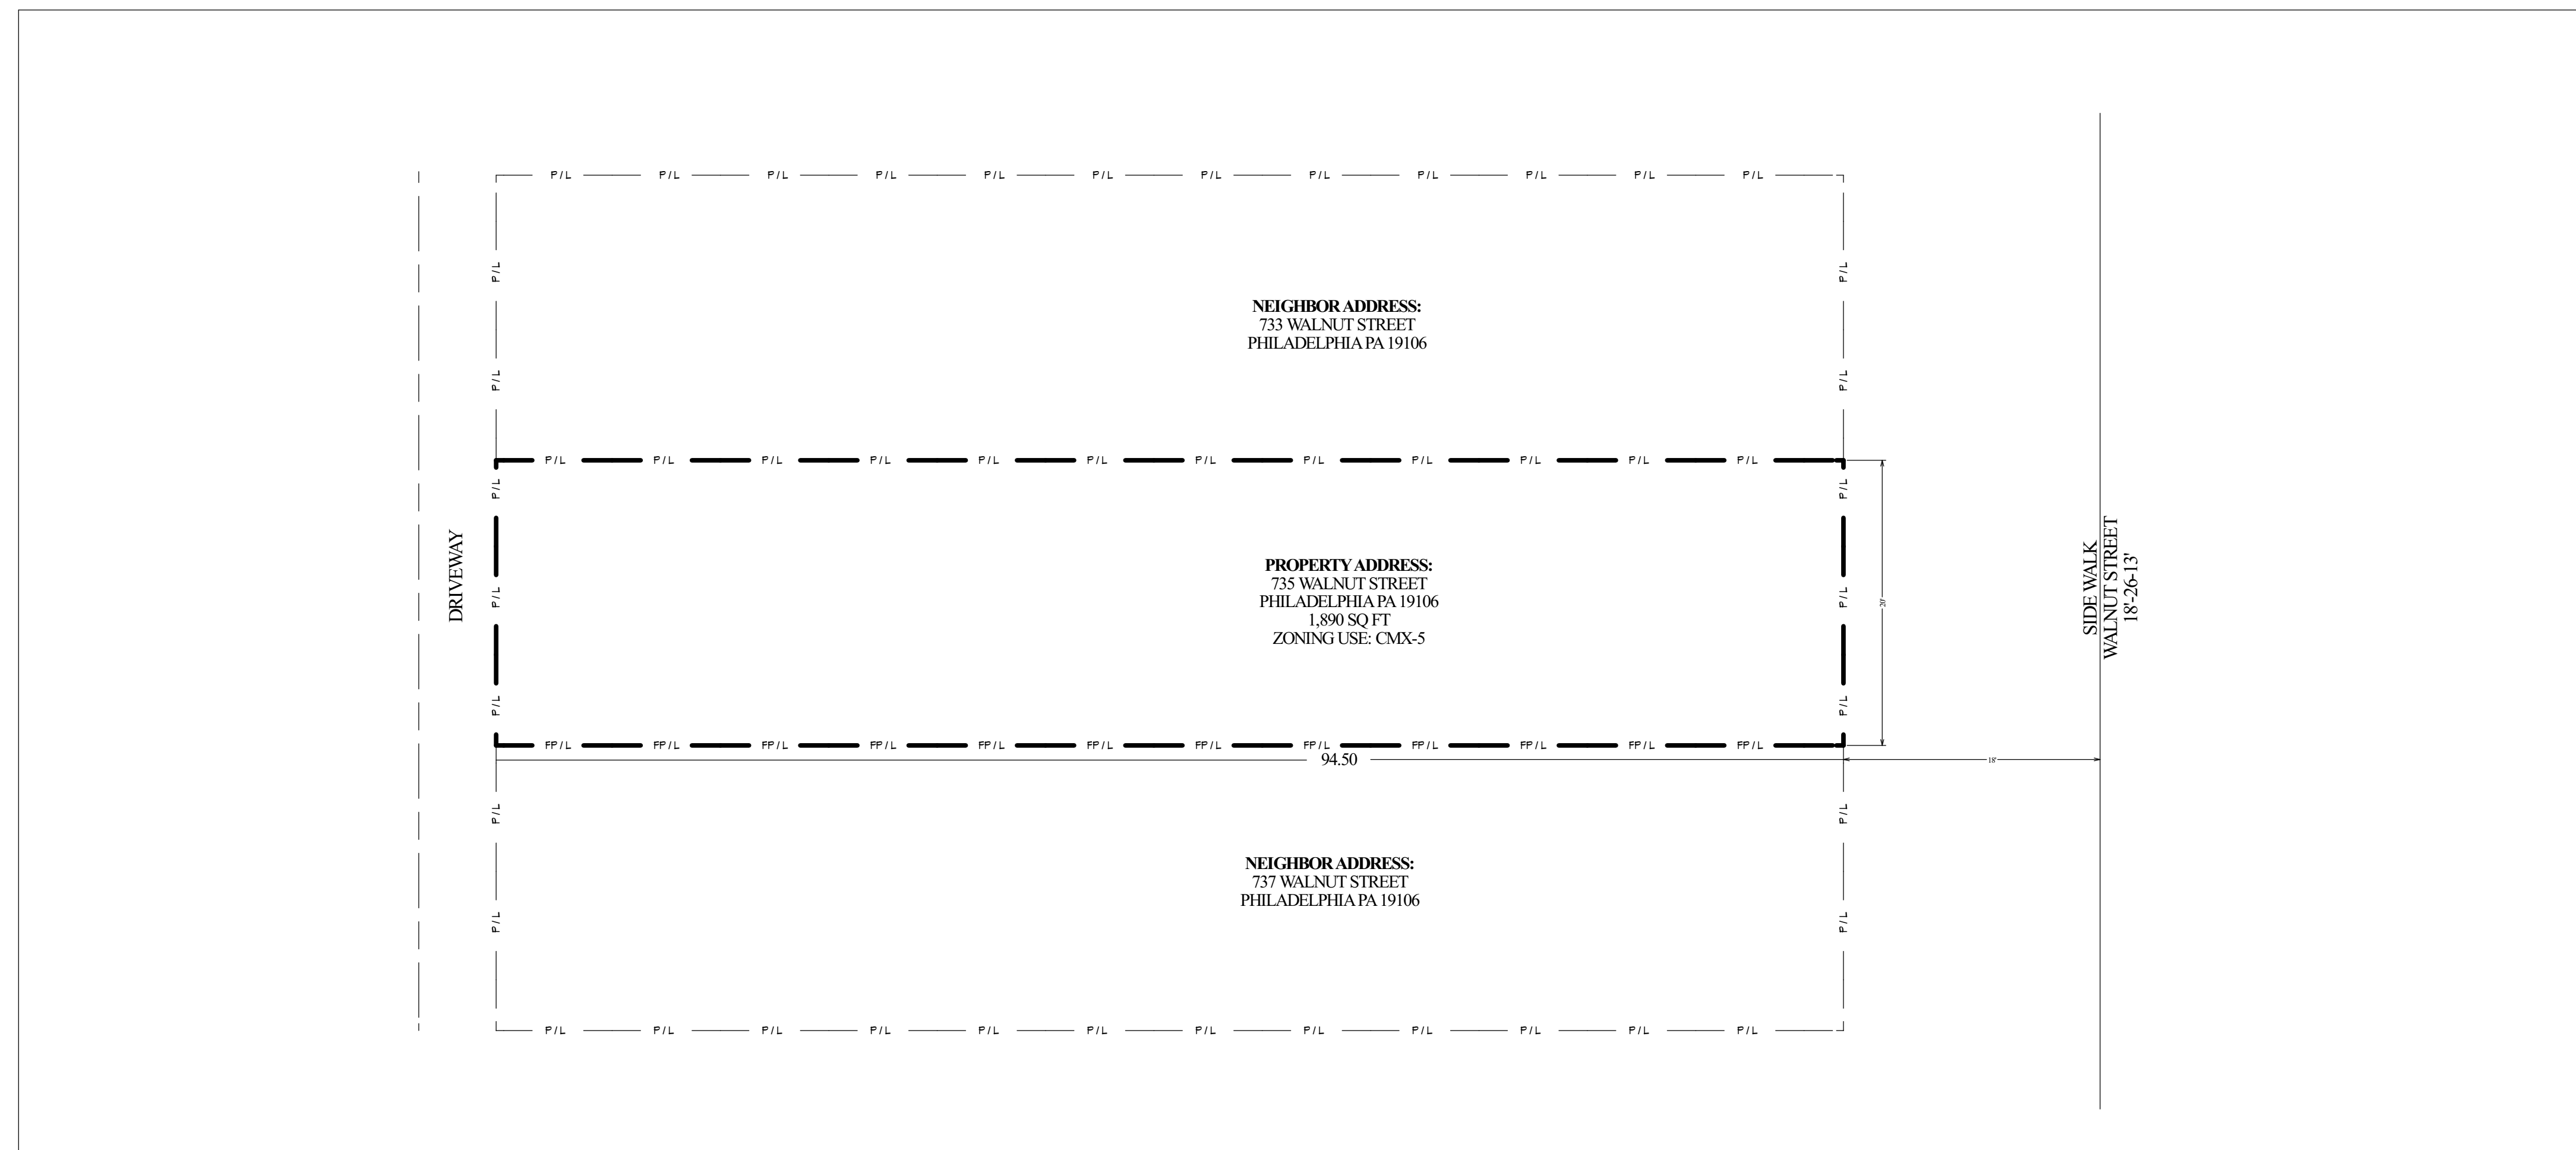 P/L P/L P/L P/L P/L P/L P/L P/L P/L P/L P/L P/L
P/L
P/L
NEIGHBOR ADDRESS:
733 WALNUT STREET
PHILADELPHIA PA 19106
P/L
P/L
P/L P/L P/L P/L P/L P/L P/L P/L P/L P/L P/L P/L
P/L
P/L
DRIVEWAY
PROPERTY ADDRESS:
735 WALNUT STREET
PHILADELPHIA PA 19106
1,890 SQ FT
ZONING USE: CMX-5
P/L
P/L
20'
SIDE WALK
WALNUT STREET
18'-26-13'
P/L
P/L
FP/L FP/L FP/L FP/L FP/L FP/L FP/L FP/L FP/L FP/L FP/L FP/L
94.50
18'
P/L
P/L
NEIGHBOR ADDRESS:
737 WALNUT STREET
PHILADELPHIA PA 19106
P/L
P/L
P/L P/L P/L P/L P/L P/L P/L P/L P/L P/L P/L P/L